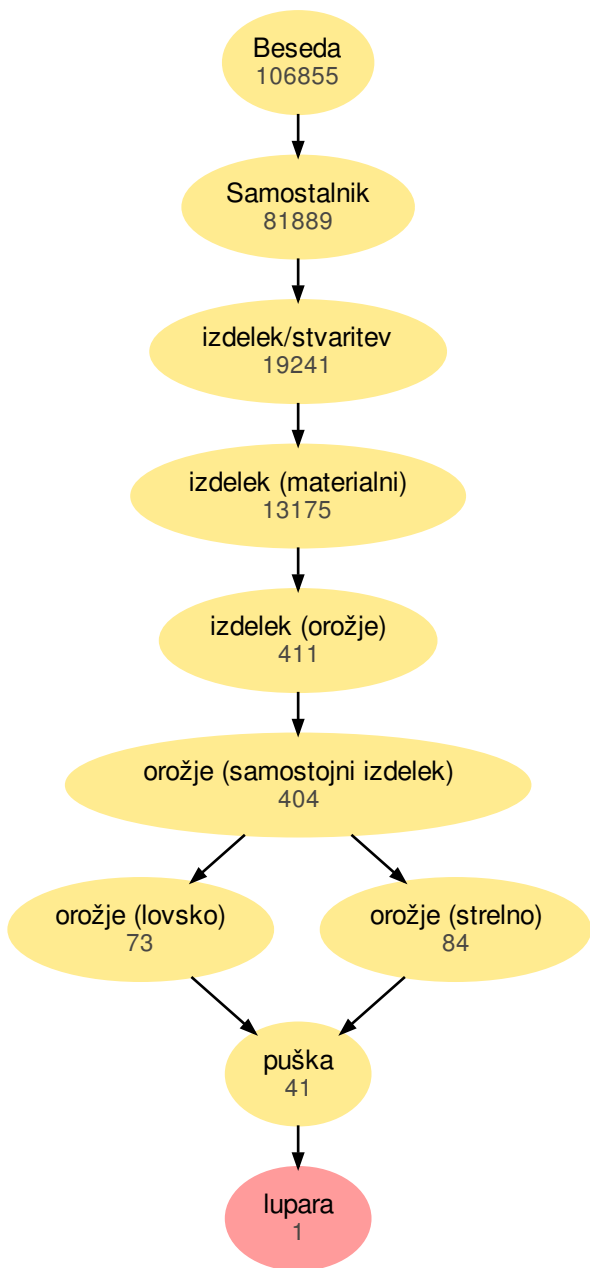 Beseda
106855
Samostalnik
81889
izdelek/stvaritev
19241
izdelek (materialni)
13175
izdelek (orožje)
411
orožje (samostojni izdelek)
404
orožje (lovsko)
73
orožje (strelno)
84
puška
41
lupara
1